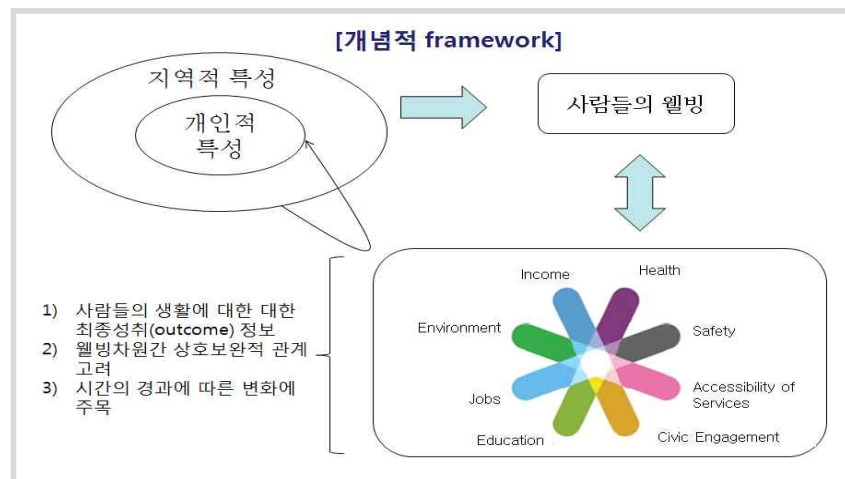 [개념적 framework]
지역적 특성
개인적
특성
사람들의 웰빙
1) 사람들의 생활에 대한 대한
최종성취(outcome) 정보
2) 웰빙차원간 상호보완적 관계
고려
3) 시간의 경과에 따른 변화에
주목
Income
Health
Environment
Safety
Jobs
Accessibility of
Services
Education
Civic Engagement